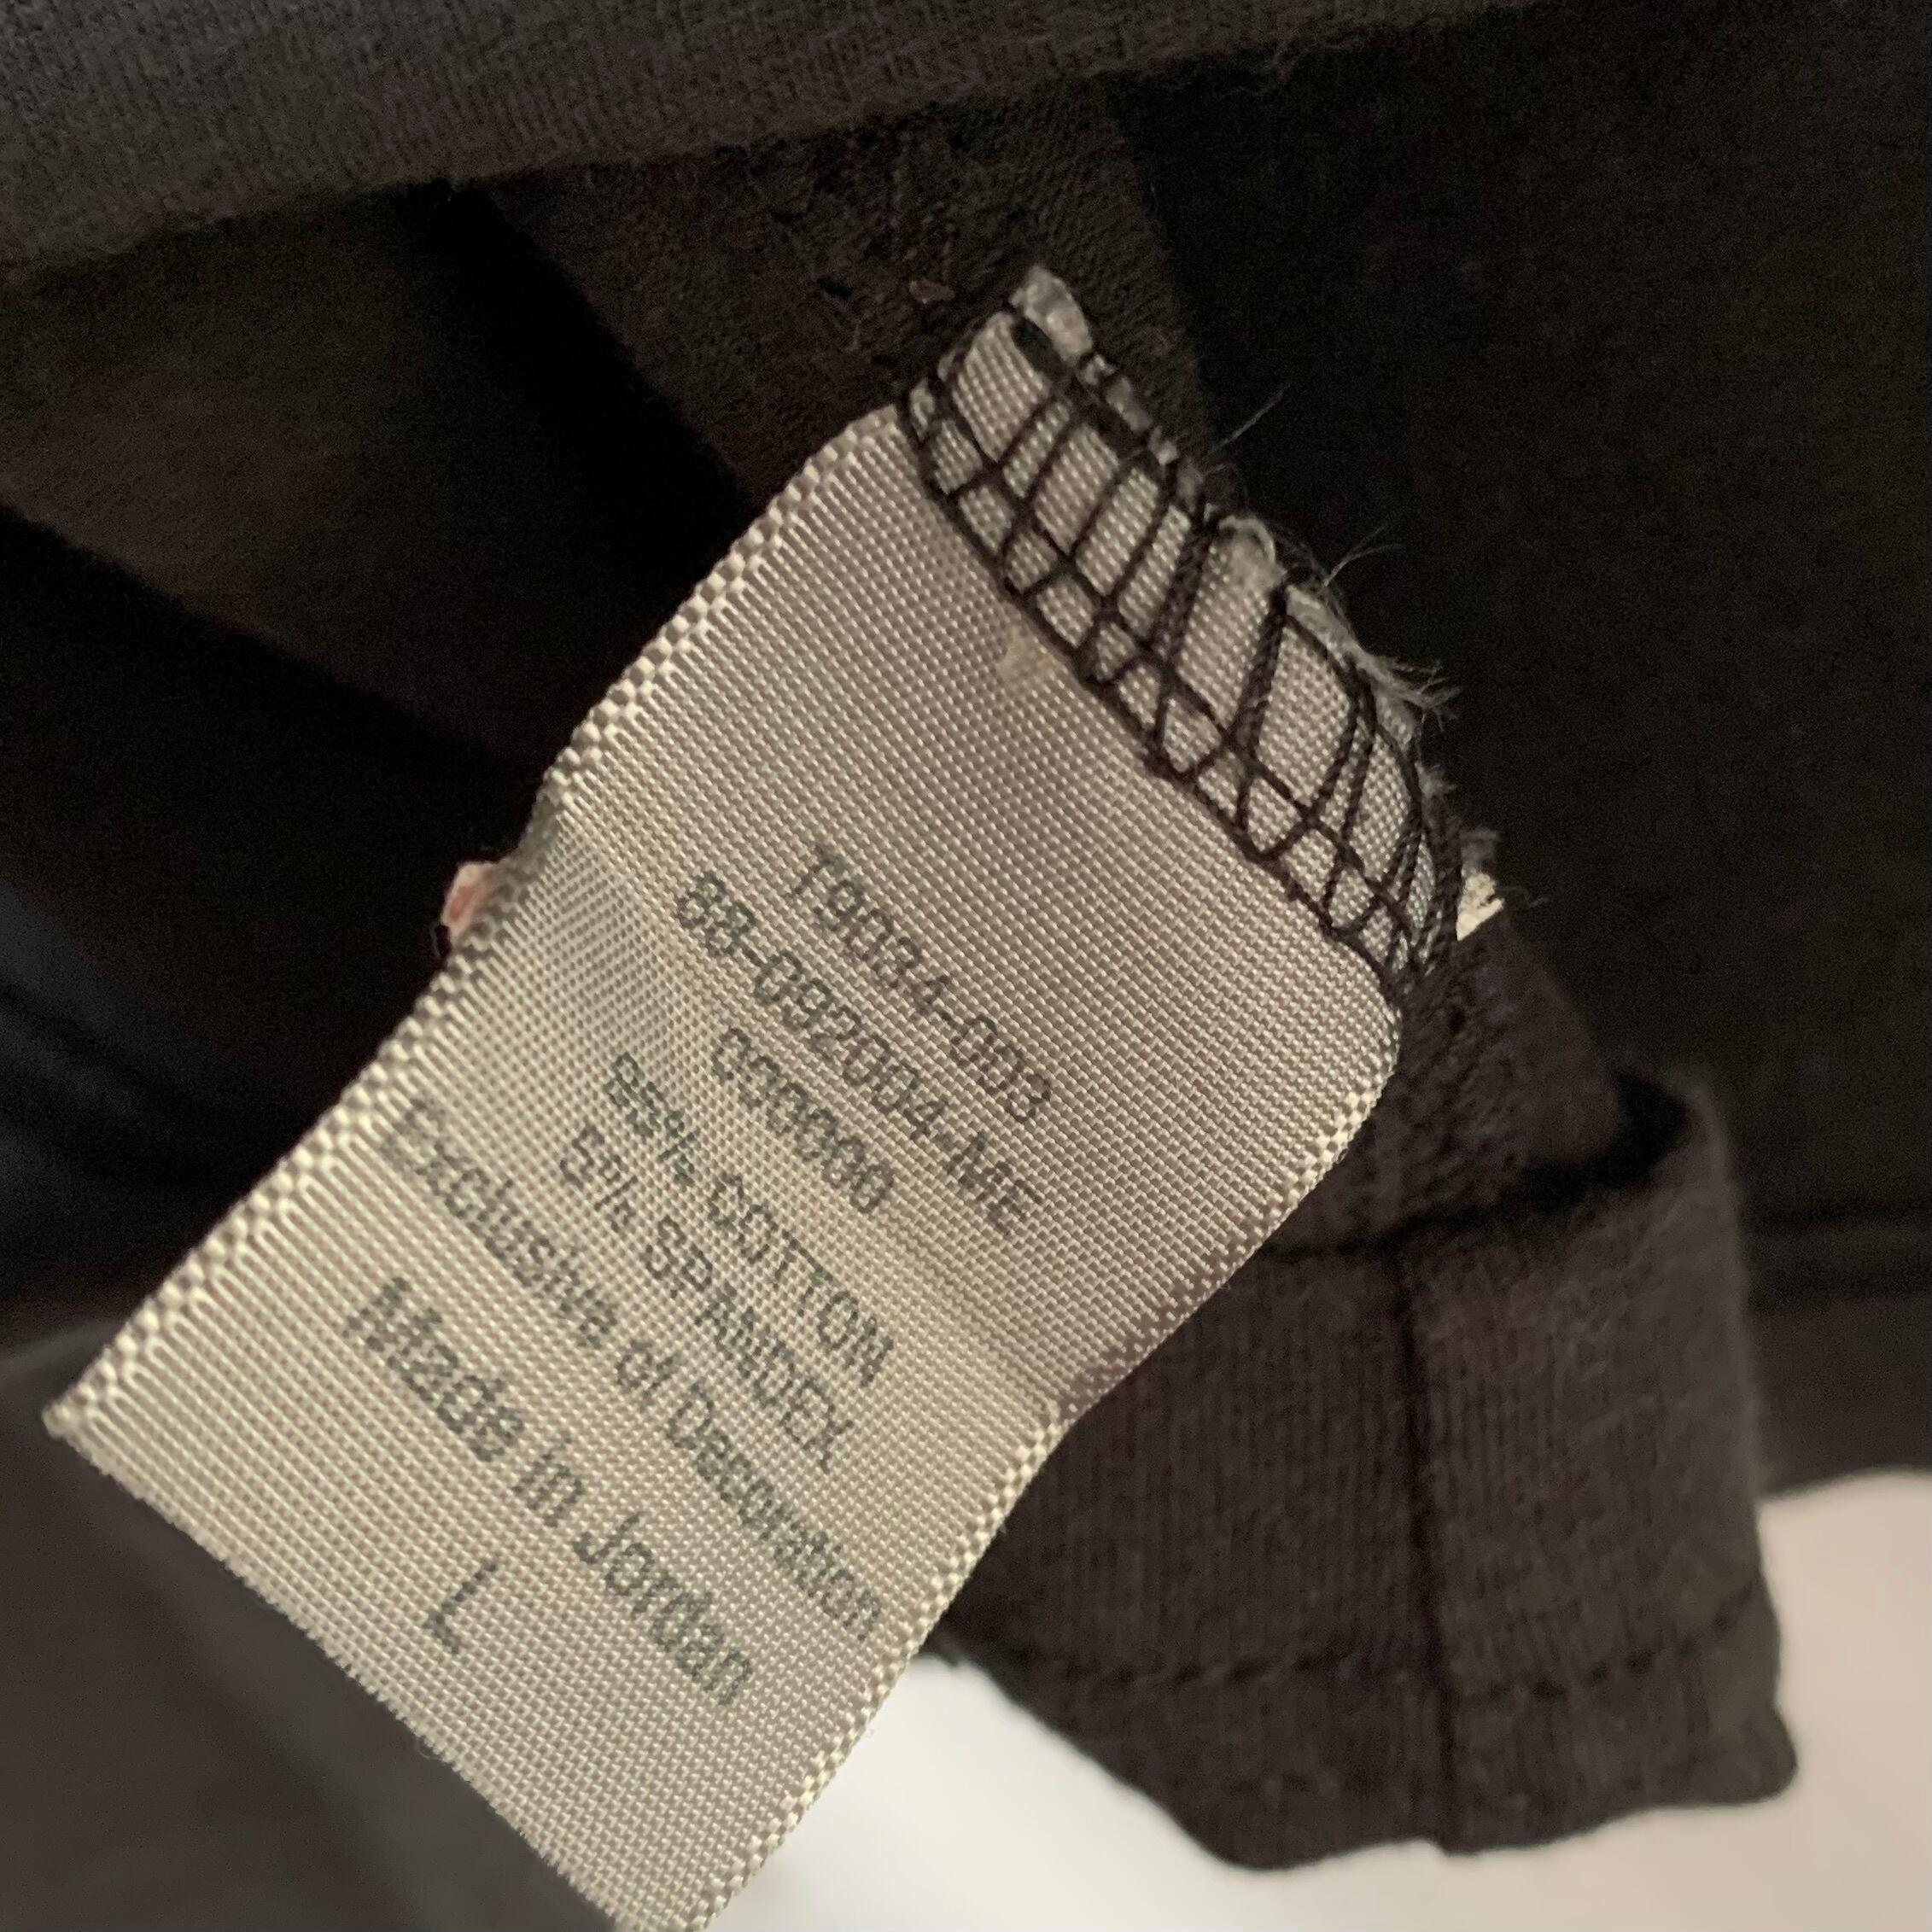 T9034-003
88-092004-ME
000000
95% COTTON
5% SPANDEX
Exclusive of Decoration
Made in Jordan
L